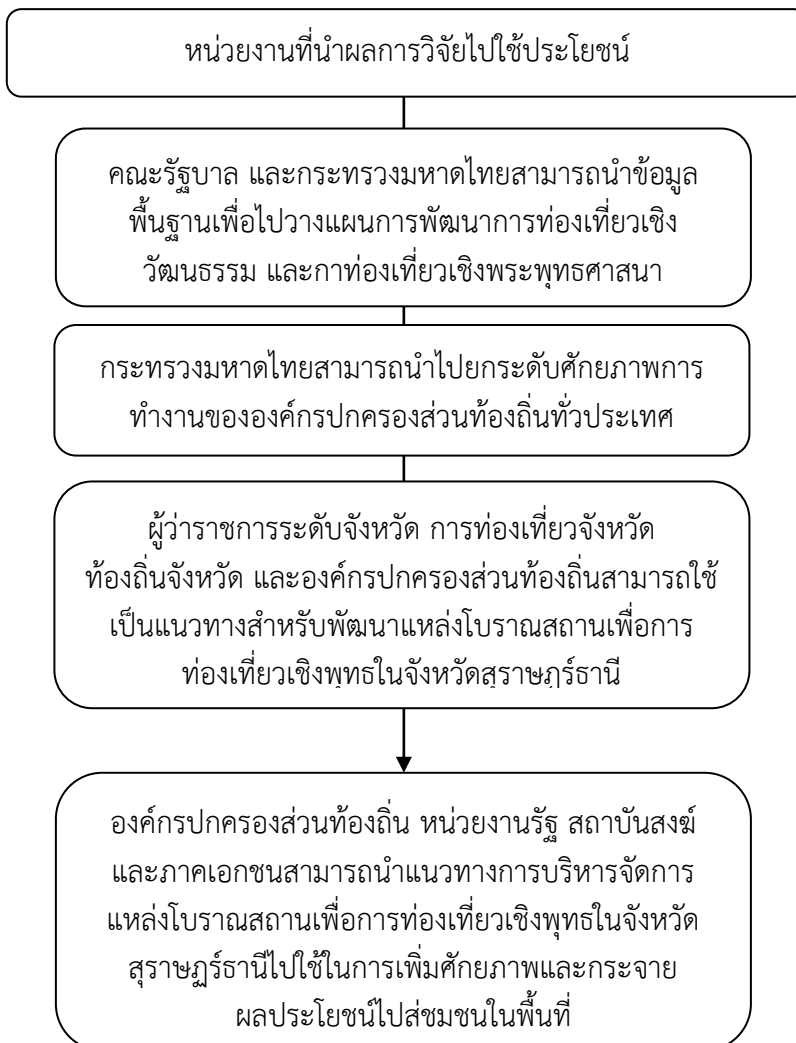 หน่วยงานที่นำผลการวิจัยไปใช้ประโยชน์
คณะรัฐบาล และกระทรวงมหาดไทยสามารถนำข้อมูล
พื้นฐานเพื่อไปวางแผนการพัฒนาการท่องเที่ยวเชิง
วัฒนธรรม และกาท่องเที่ยวเชิงพระพุทธศาสนา
กระทรวงมหาดไทยสามารถนำไปยกระดับศักยภาพการ
ทำงานขององค์กรปกครองส่วนท้องถิ่นทั่วประเทศ
ผู้ว่าราชการระดับจังหวัด การท่องเที่ยวจังหวัด
ท้องถิ่นจังหวัด และองค์กรปกครองส่วนท้องถิ่นสามารถใช้
เป็นแนวทางสำหรับพัฒนาแหล่งโบราณสถานเพื่อการ
ท่องเที่ยวเชิงพุทธในจังหวัดสุราษฎร์ธานี
องค์กรปกครองส่วนท้องถิ่น หน่วยงานรัฐ สถาบันสงฆ์
และภาคเอกชนสามารถนำแนวทางการบริหารจัดการ
แหล่งโบราณสถานเพื่อการท่องเที่ยวเชิงพุทธในจังหวัด
สุราษฎร์ธานีไปใช้ในการเพิ่มศักยภาพและกระจาย
ผลประโยชน์ไปสู่ชุมชนในพื้นที่